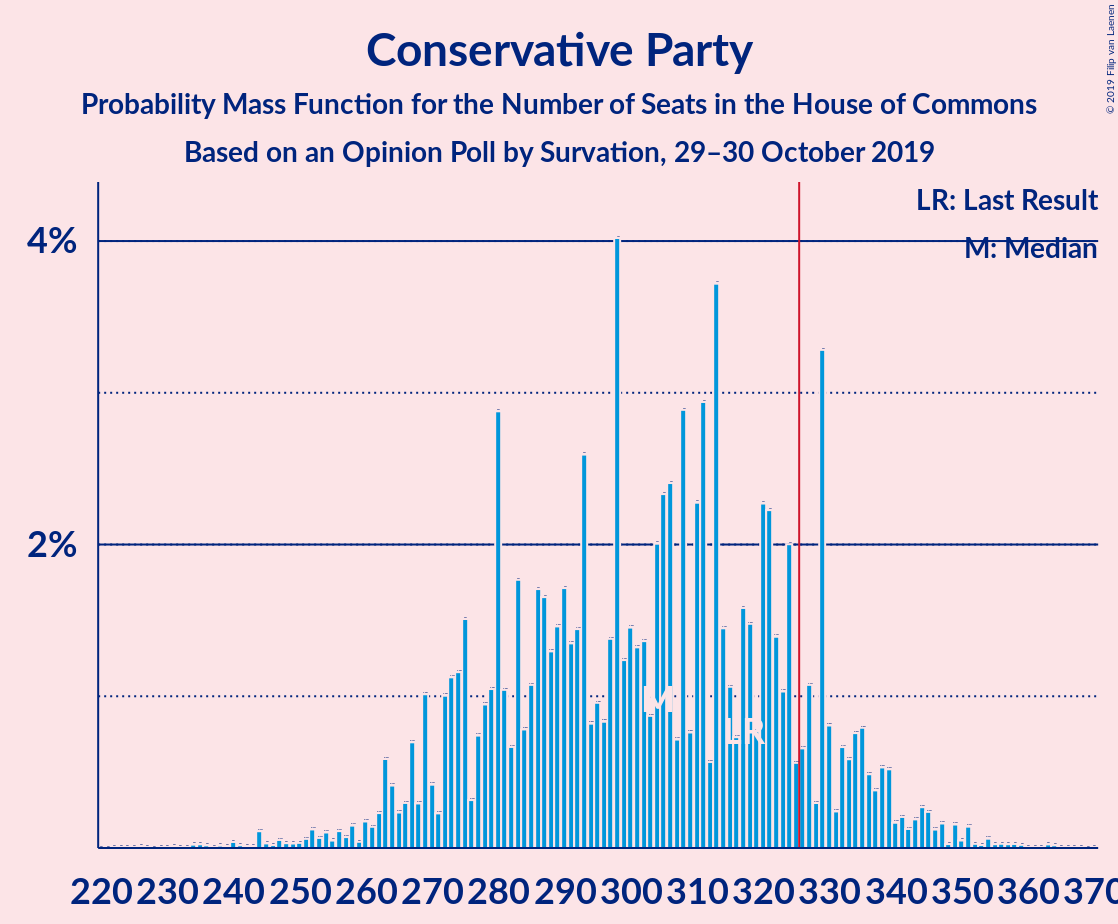 Conservative Party
Probability Mass Function for the Number of Seats in the House of Commons
Based on an Opinion Poll by Survation, 29–30 October 2019
© 2019 Filip van Laenen
LR: Last Result
M: Median
4%
2%
M
LR
220 230 240 250 260 270 280 290 300 310 320 330 340 350 360 370